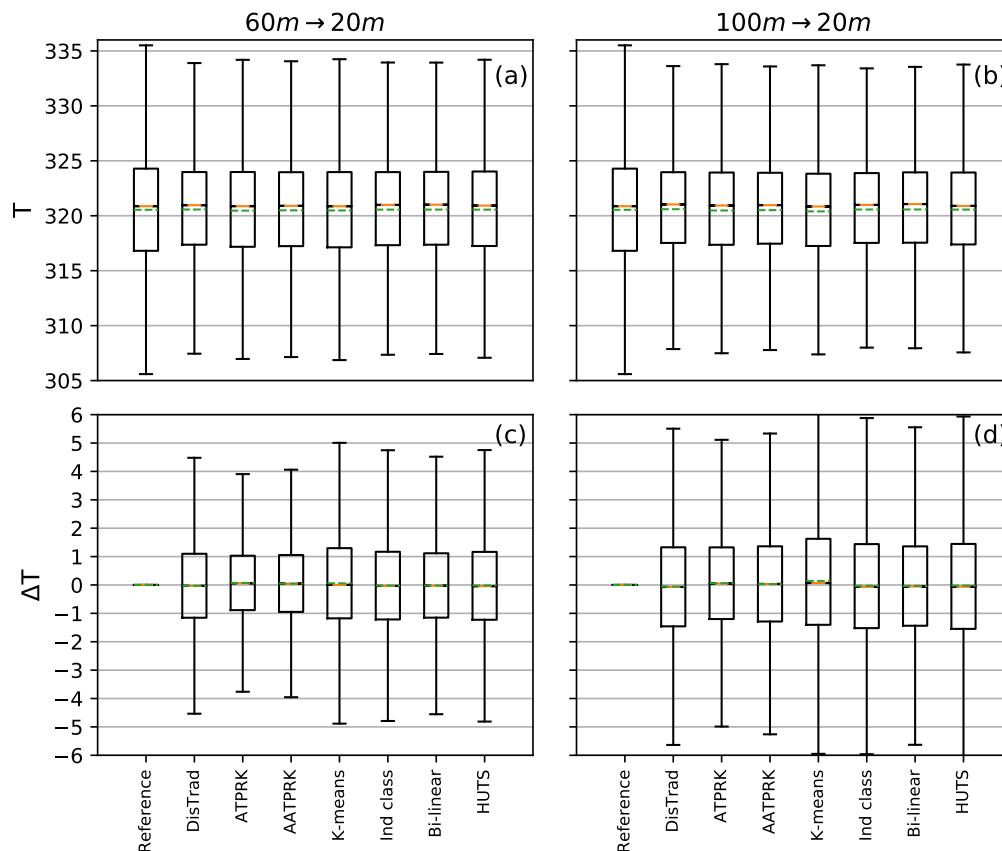 60m → 20m
100m → 20m
T
335
330
325
320
315
310
305
(a)
(b)
ΔT
6
5
4
3
2
1
0
−1
−2
−3
−4
−5
−6
(c)
(d)
Reference
DisTrad
ATPRK
AATPRK
K-means
Ind class
Bi-linear
HUTS
Reference
DisTrad
ATPRK
AATPRK
K-means
Ind class
Bi-linear
HUTS